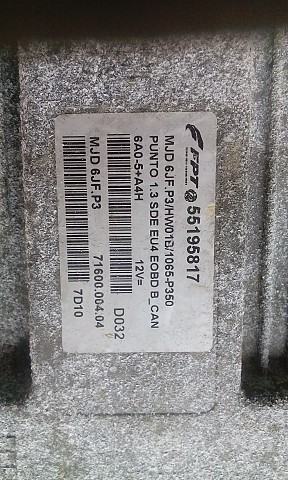 FPT 55195817
MJD 6JF.P3/HW01B/1065-P350
PUNTO 1.3 SDE EU4 EOBD B_CAN
6A0-5+A4H 12V=
D032
MJD 6JF-P3 71600.004.04
7D10